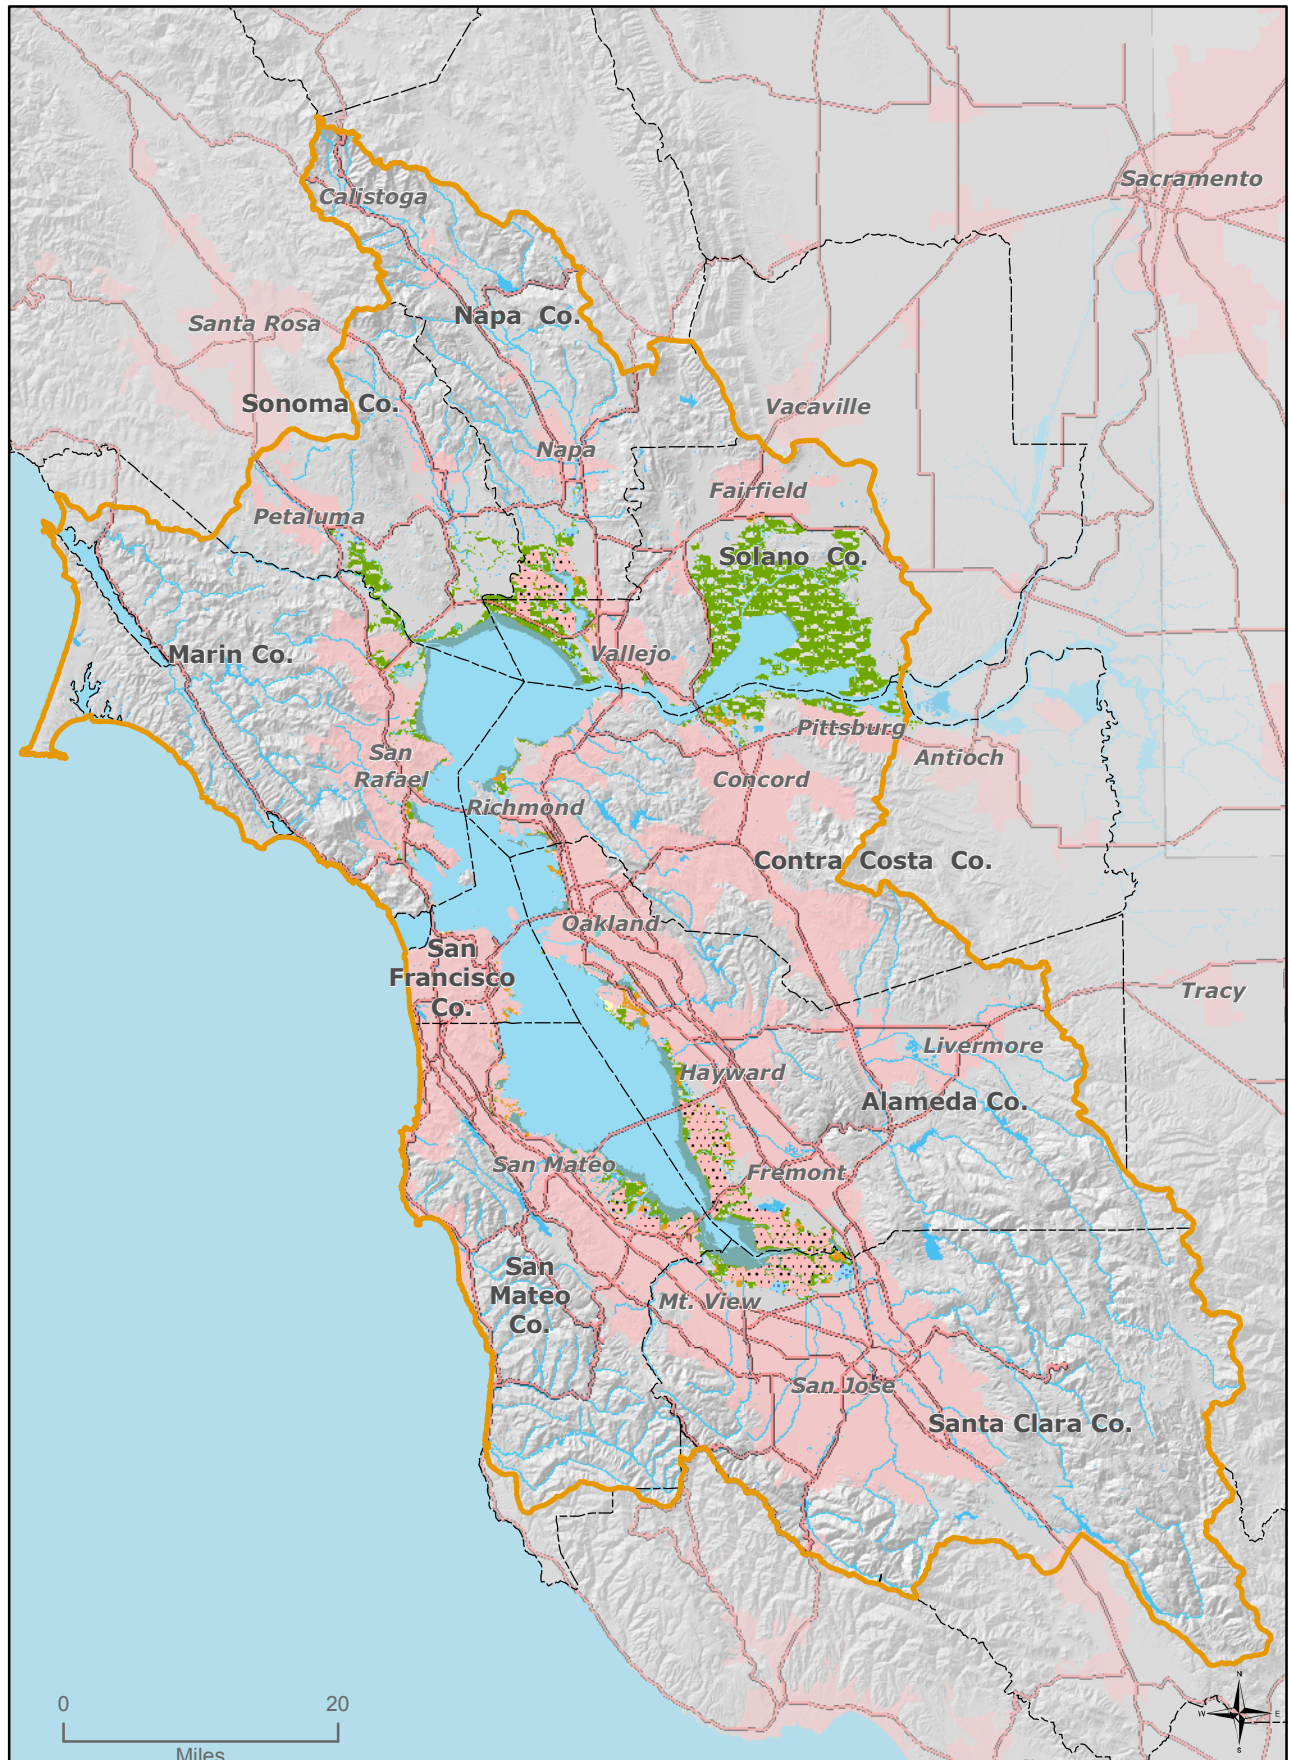 Sacramento
Calistoga
Santa Rosa
Napa Co.
Sonoma Co.
Vacaville
Napa
Fairfield
Petaluma
Solano Co.
Marin Co.
Vallejo
Pittsburg
San
Rafael
Antioch
Concord
Richmond
Contra Costa Co.
Oakland
San
Francisco
Co.
Tracy
Livermore
Hayward
Alameda Co.
San Mateo
Fremont
San
Mateo
Co.
Mt. View
San Jose
Santa Clara Co.
0
20
Miles
N
W
E
S